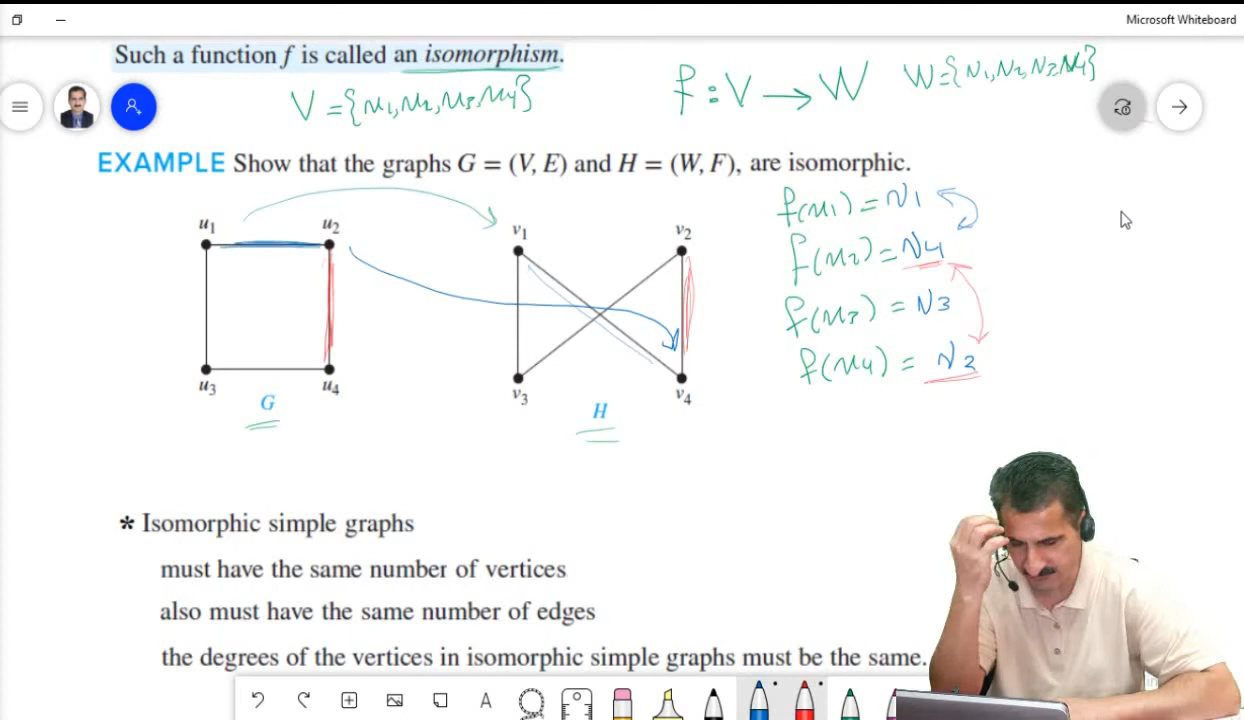 Microsoft Whiteboard
Such a function f is called an isomorphism.
V = {u1, u2, u3, u4}
f : V → W
W = {v1, v2, v3, v4}
EXAMPLE Show that the graphs G = (V, E) and H = (W, F), are isomorphic.
u1
u2
v1
v2
f(u1) = v1
f(u2) = v4
f(u3) = v3
f(u4) = v2
u3
u4
v3
v4
G
H
* Isomorphic simple graphs
must have the same number of vertices
also must have the same number of edges
the degrees of the vertices in isomorphic simple graphs must be the same.
A